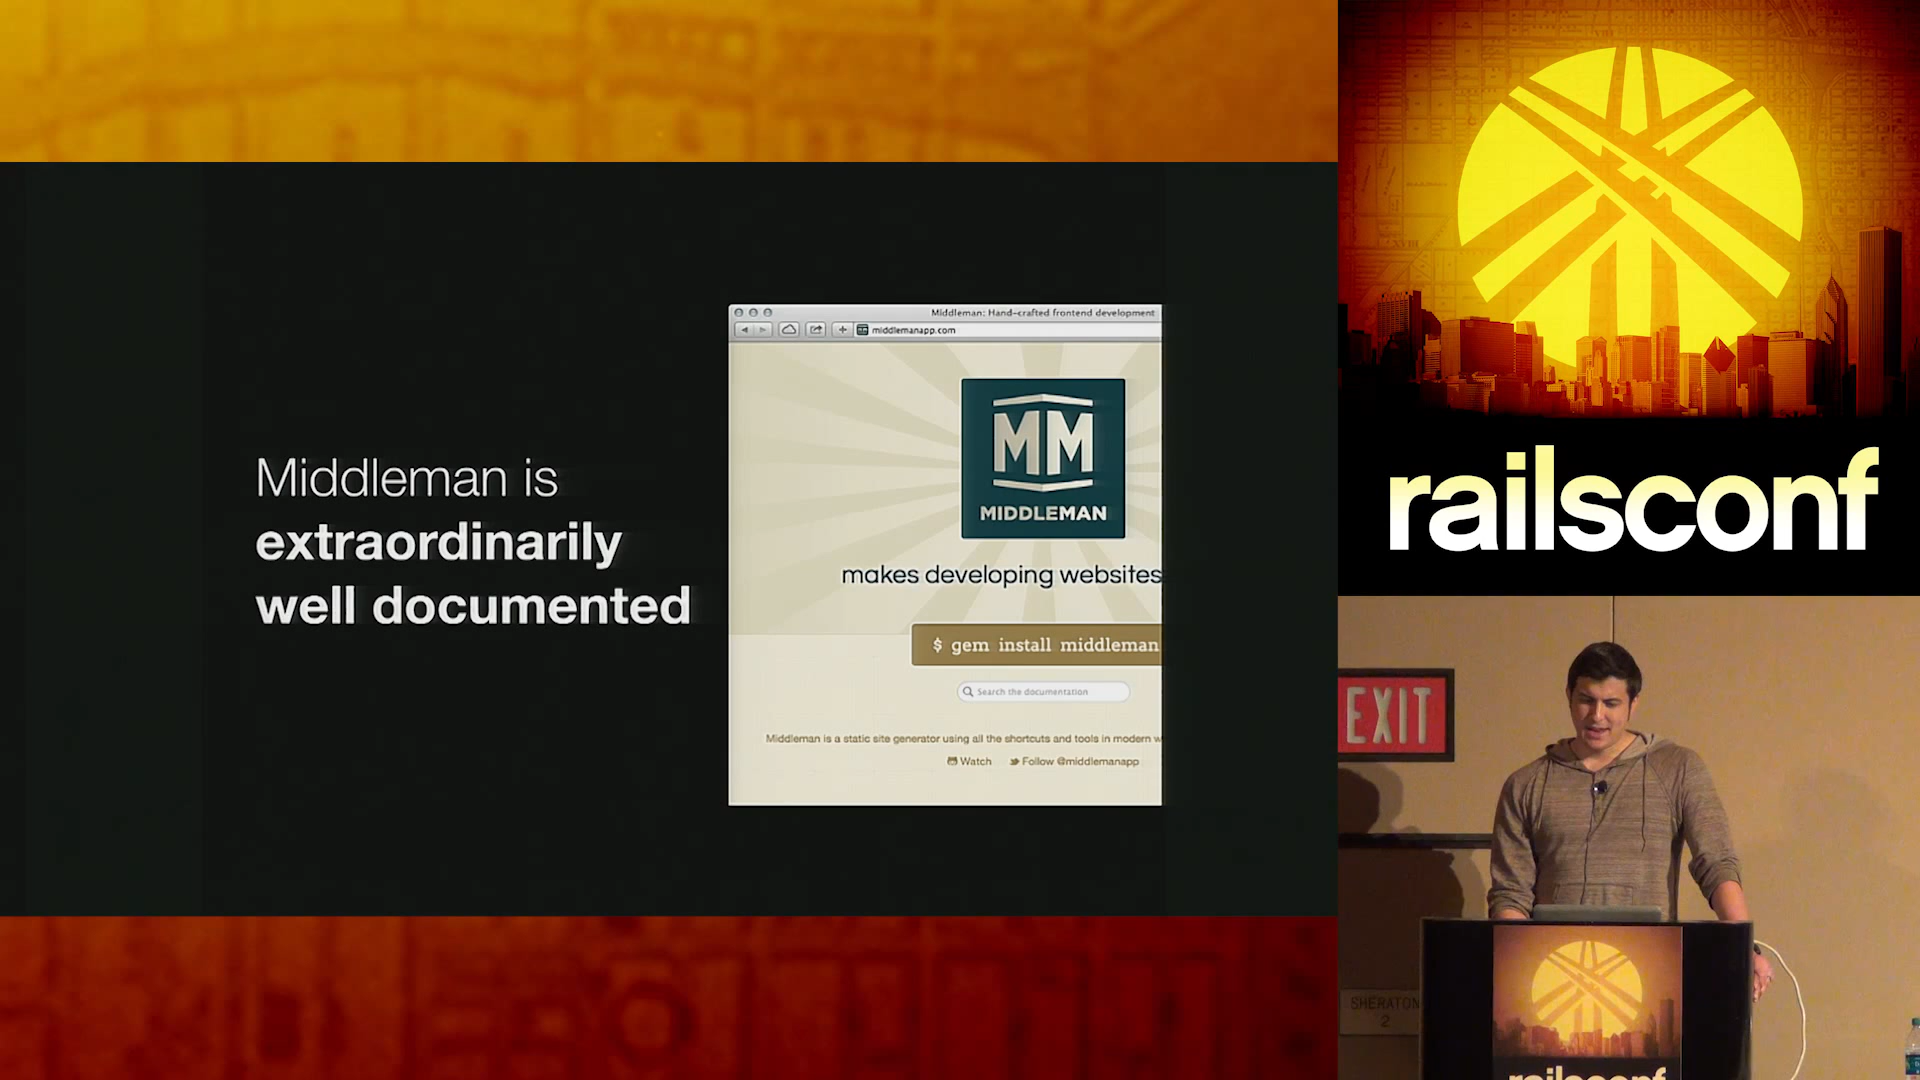 Middleman is
extraordinarily
well documented
Middleman: Hand-crafted frontend development
middlemanapp.com
MM
MIDDLEMAN
makes developing websites
$ gem install middleman
Search the documentation
Middleman is a static site generator using all the shortcuts and tools in modern w
Watch Follow @middlemanapp
railsconf
EXIT
SHERATON
2
railsconf